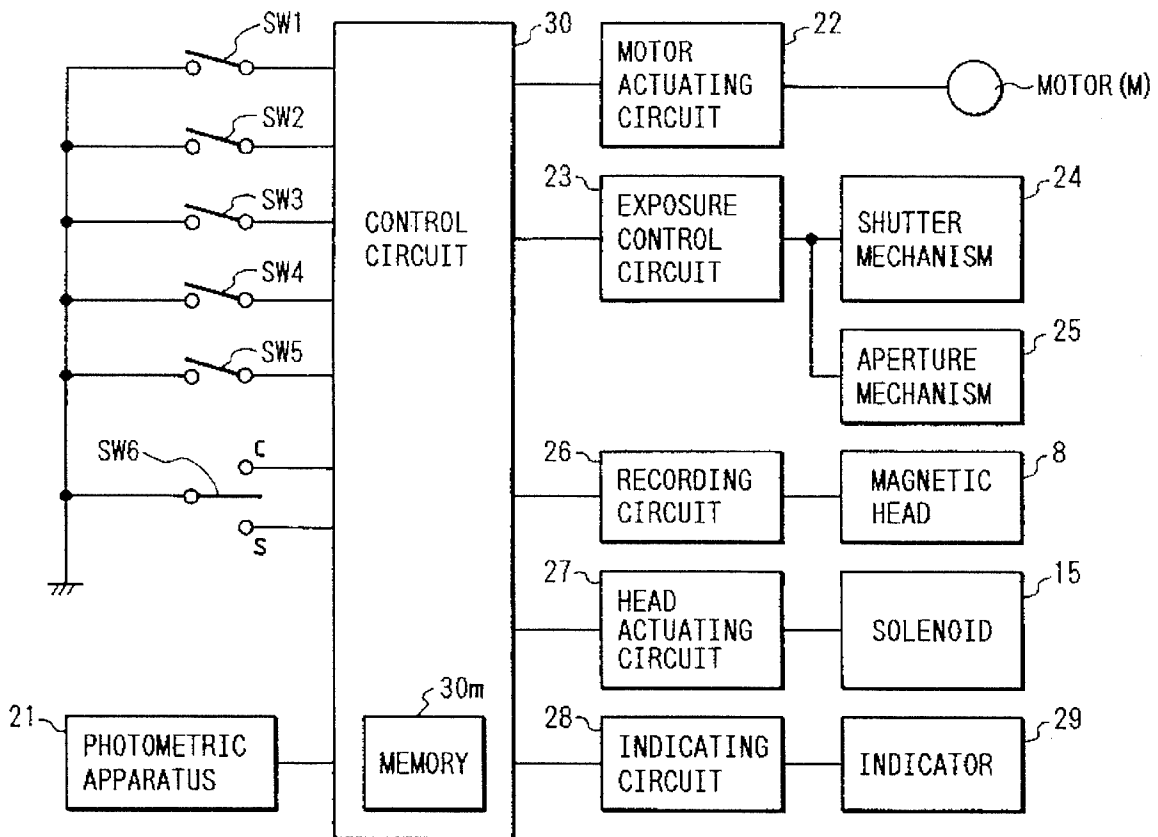 SW1
SW2
SW3
SW4
SW5
SW6
C
S
21
PHOTOMETRIC
APPARATUS
30
CONTROL
CIRCUIT
30m
MEMORY
22
MOTOR
ACTUATING
CIRCUIT
MOTOR(M)
23
EXPOSURE
CONTROL
CIRCUIT
24
SHUTTER
MECHANISM
25
APERTURE
MECHANISM
26
RECORDING
CIRCUIT
8
MAGNETIC
HEAD
27
HEAD
ACTUATING
CIRCUIT
15
SOLENOID
28
INDICATING
CIRCUIT
29
INDICATOR